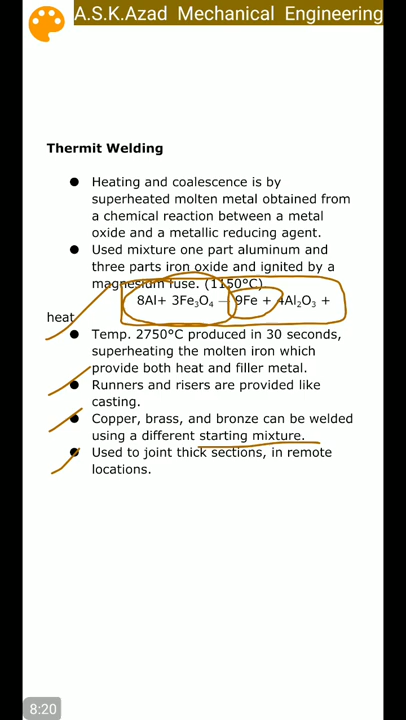 A.S.K.Azad Mechanical Engineering
Thermit Welding
● Heating and coalescence is by
superheated molten metal obtained from
a chemical reaction between a metal
oxide and a metallic reducing agent.
● Used mixture one part aluminum and
three parts iron oxide and ignited by a
magnesium fuse. (1150°C)
8Al+ 3Fe₃O₄ → 9Fe + 4Al₂O₃ +
heat
● Temp. 2750°C produced in 30 seconds,
superheating the molten iron which
provide both heat and filler metal.
● Runners and risers are provided like
casting.
● Copper, brass, and bronze can be welded
using a different starting mixture.
● Used to joint thick sections, in remote
locations.
8:20